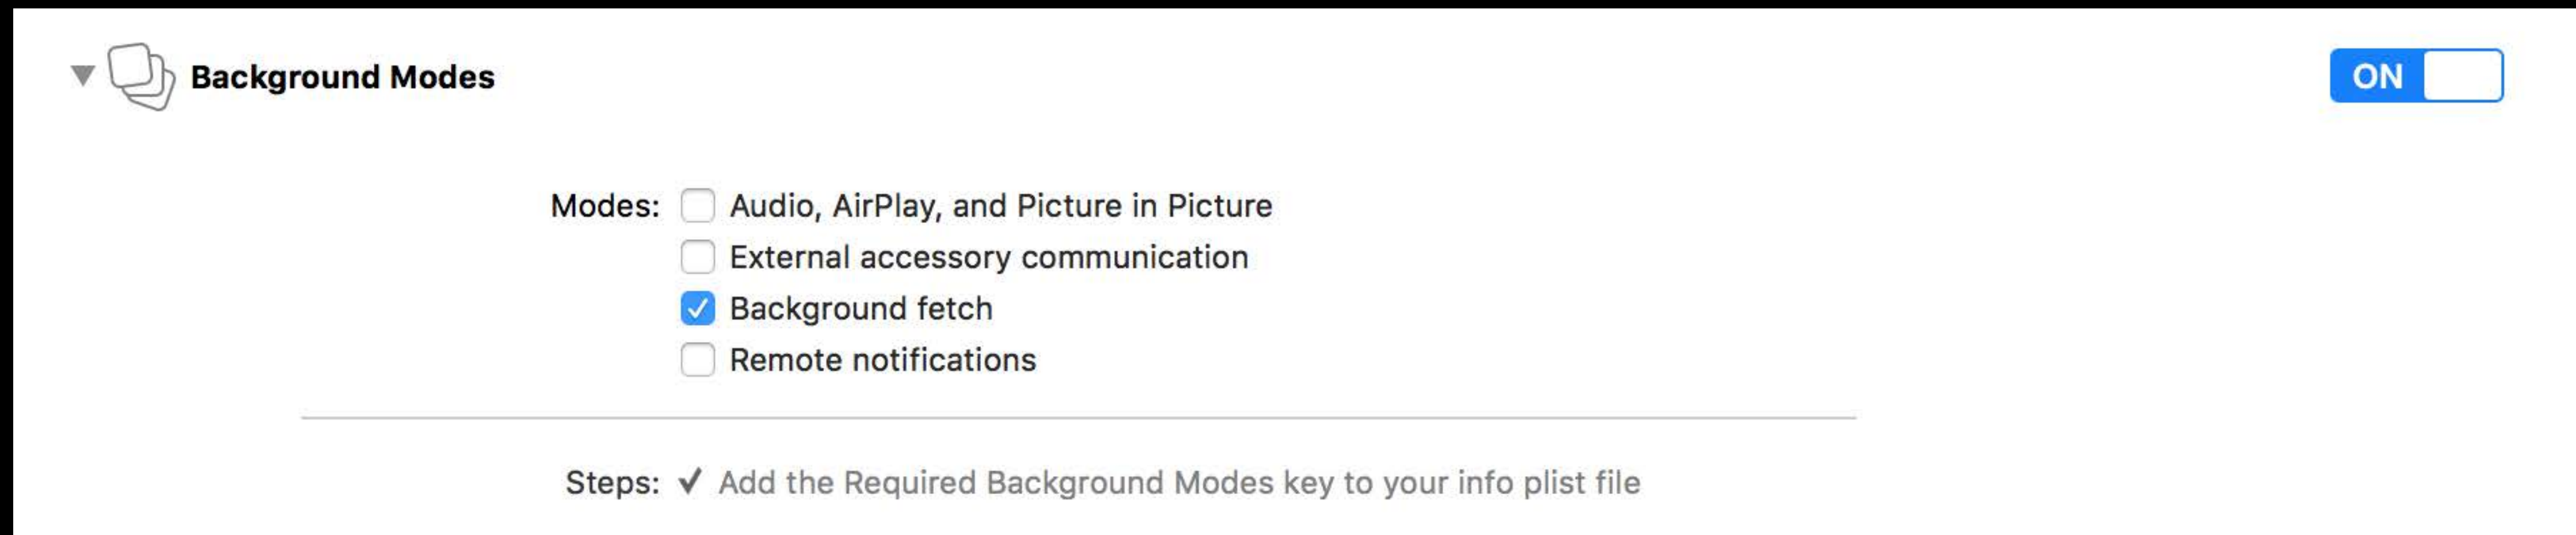 Background Modes ON
Modes: Audio, AirPlay, and Picture in Picture
External accessory communication
Background fetch
Remote notifications
Steps: ✓ Add the Required Background Modes key to your info plist file